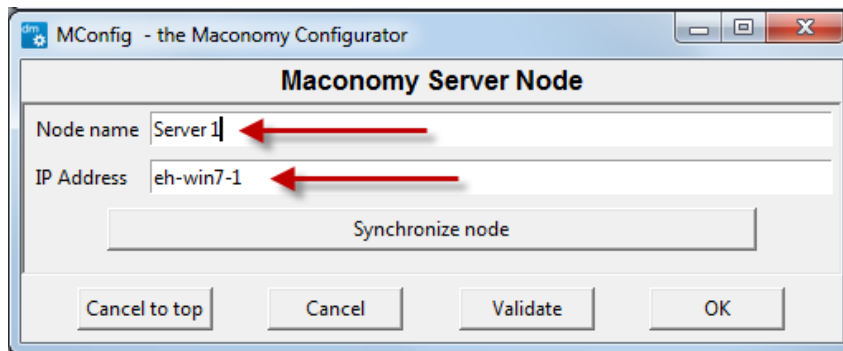 dm MConfig - the Maconomy Configurator
Maconomy Server Node
Node name Server 1
IP Address eh-win7-1
Synchronize node
Cancel to top Cancel Validate OK